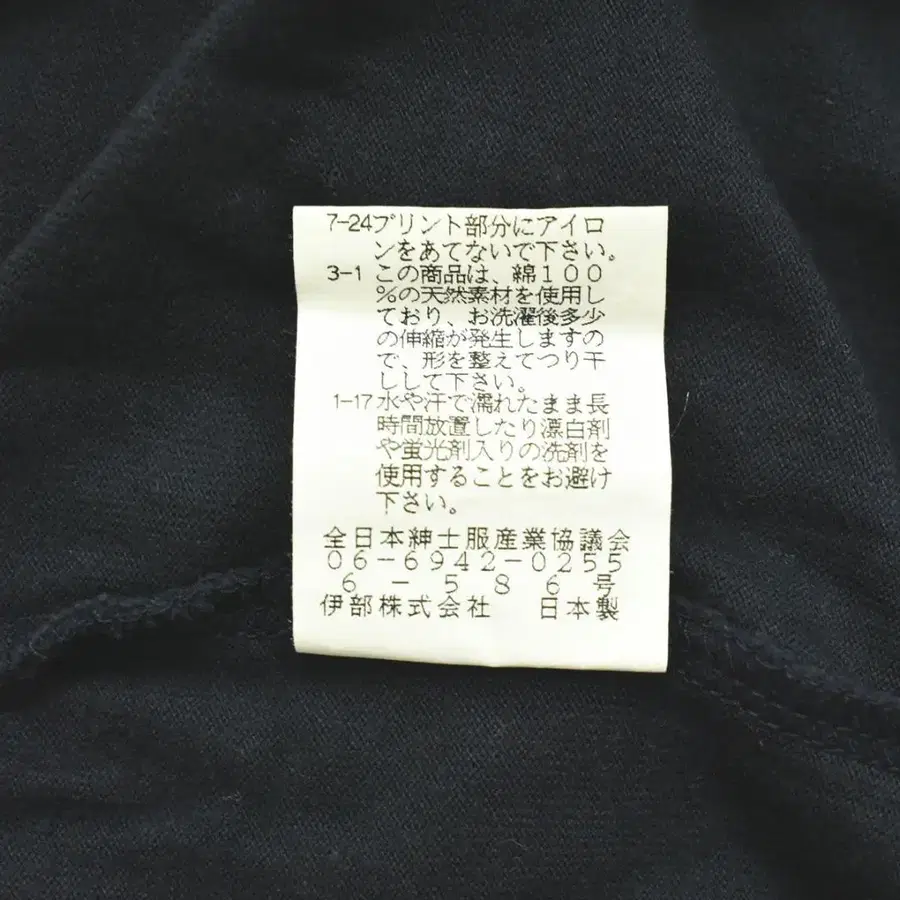 7-24プリント部分にアイロ
ンをあてないで下さい。
3-1 この商品は、綿100
%の天然素材を使用し
ており、お洗濯後多少
の伸縮が発生しますの
で、形を整えてつり干
しして下さい。
1-17水や汗で濡れたまま長
時間放置したり漂白剤
や蛍光剤入りの洗剤を
使用することをお避け
下さい。
全日本紳士服産業協議会
06-6942-0255
6-586号
伊部株式会社 日本製